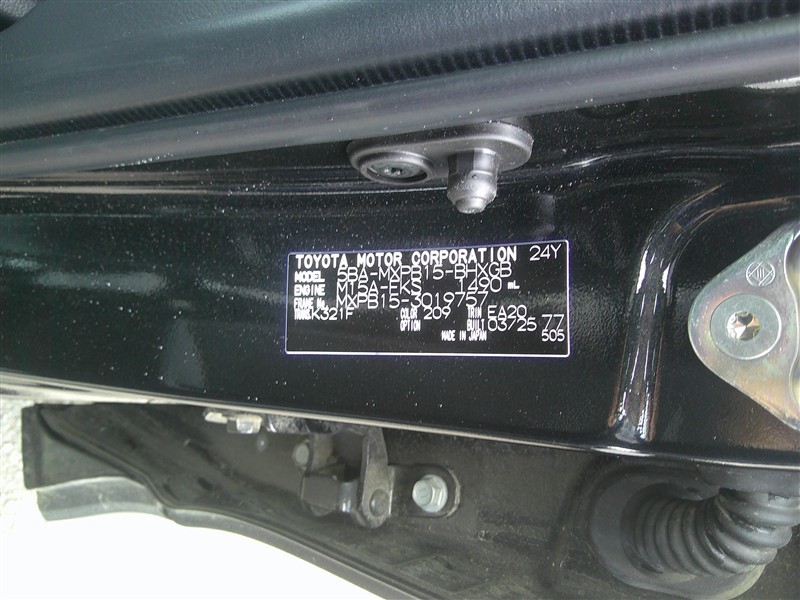 TOYOTA MOTOR CORPORATION 24Y
MODEL 5BA-MXPB15-BHXGB
ENGINE M15A-FKS 1490 mL
FRAME No. MXPB15-3019757
TRANS. K321F COLOR 209 TRIM EA20
OPTION BUILT 03725 77
MADE IN JAPAN 505